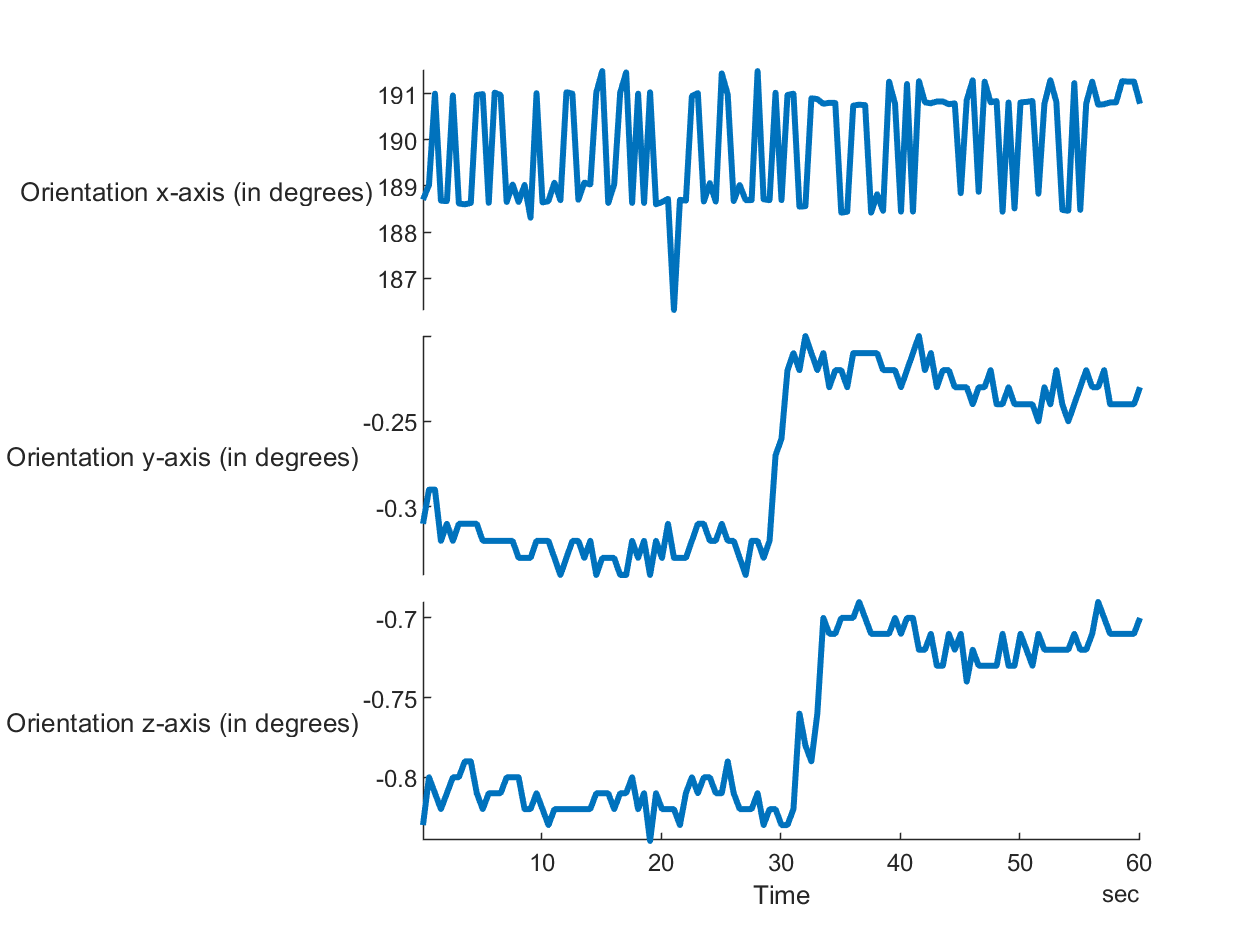 191
190
Orientation x-axis (in degrees) 189
188
187
-0.25
Orientation y-axis (in degrees)
-0.3
-0.7
-0.75
Orientation z-axis (in degrees)
-0.8
10 20 30 40 50 60
Time sec